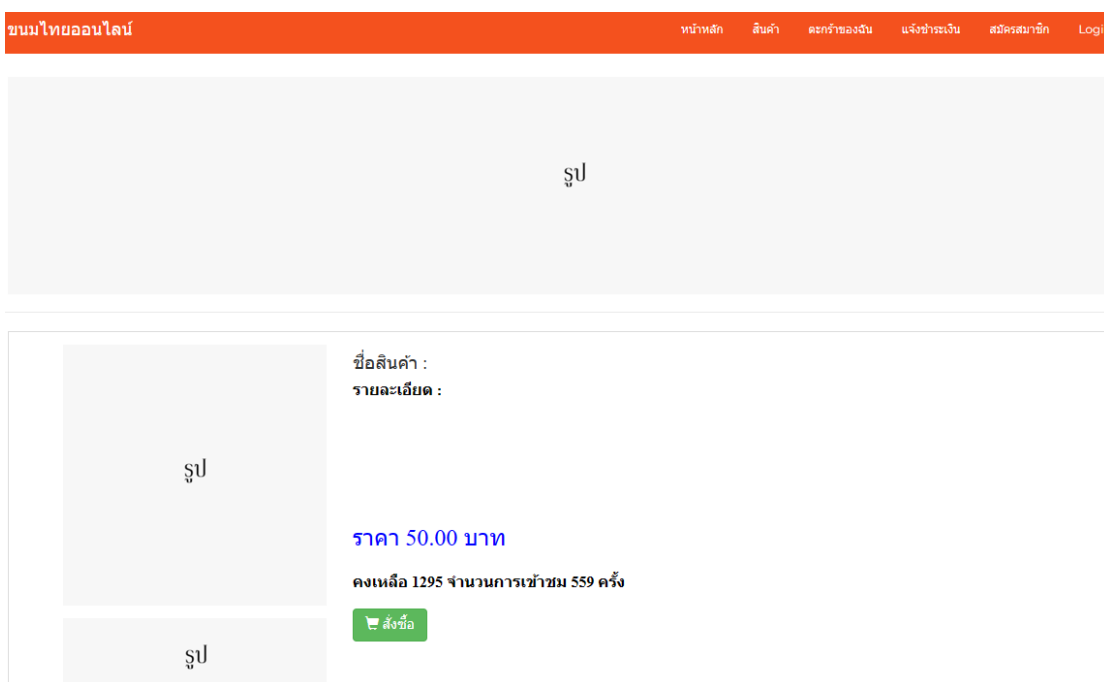 ขนมไทยออนไลน์ หน้าหลัก สินค้า ตะกร้าของฉัน แจ้งชำระเงิน สมัครสมาชิก Logi
รูป
ชื่อสินค้า :
รายละเอียด :
รูป
ราคา 50.00 บาท
คงเหลือ 1295 จำนวนการเข้าชม 559 ครั้ง
สั่งซื้อ
รูป